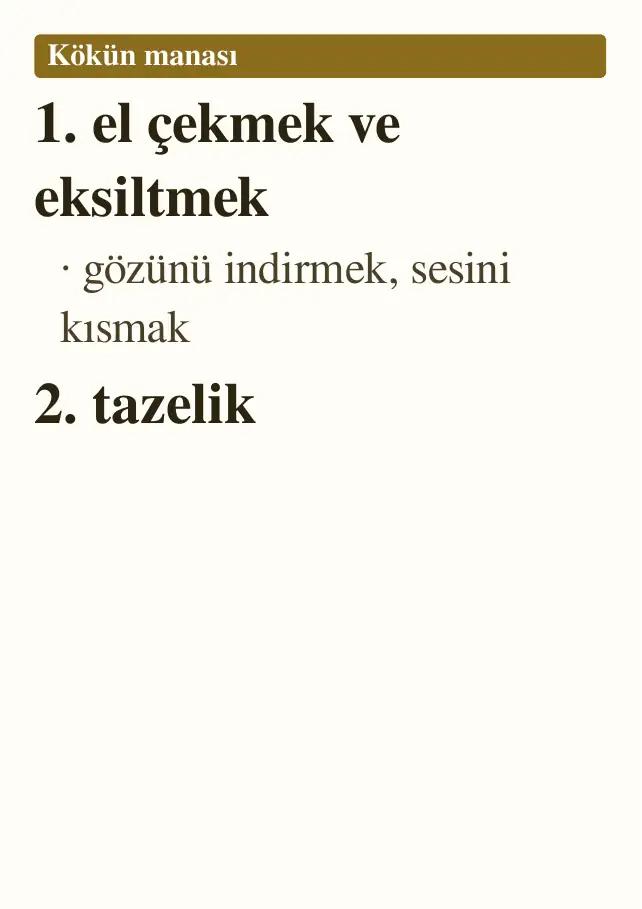 Kökün manası
1. el çekmek ve
eksiltmek
· gözünü indirmek, sesini
kısmak
2. tazelik